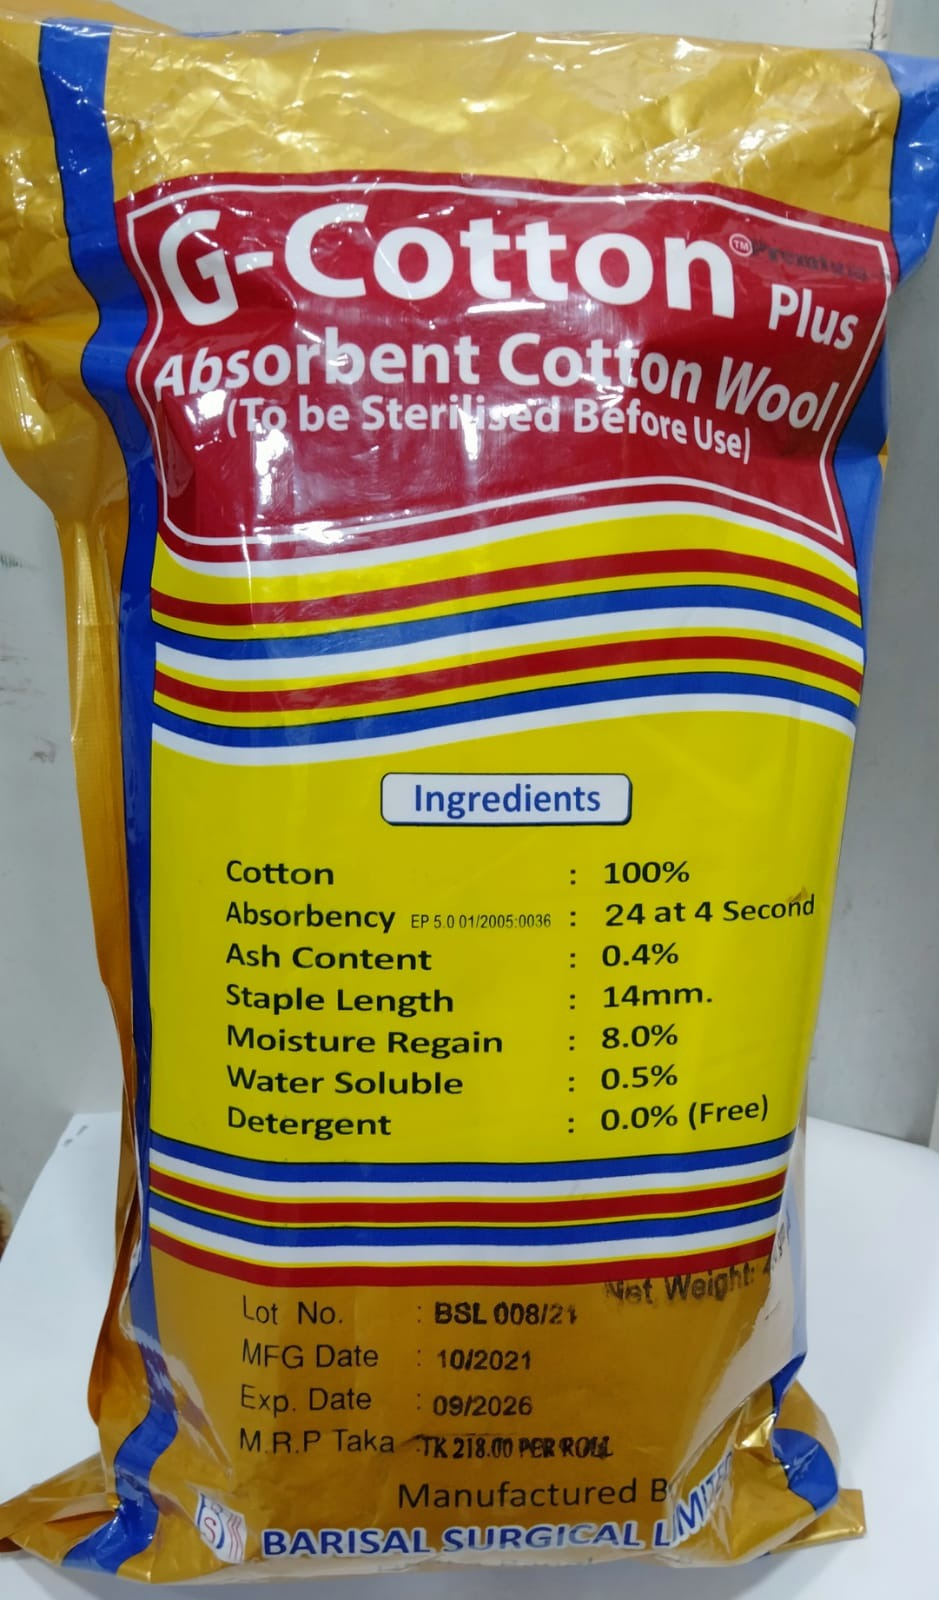 G-Cotton™
Plus
Absorbent Cotton Wool
(To be Sterilised Before Use)
Ingredients
Cotton : 100%
Absorbency EP 5.0 01/2005:0036 : 24 at 4 Second
Ash Content : 0.4%
Staple Length : 14mm.
Moisture Regain : 8.0%
Water Soluble : 0.5%
Detergent : 0.0% (Free)
Net Weight:
Lot No. : BSL 008/21
MFG Date : 10/2021
Exp. Date : 09/2026
M.R.P Taka : TK 218.00 PER ROLL
Manufactured B
BARISAL SURGICAL LIMITED